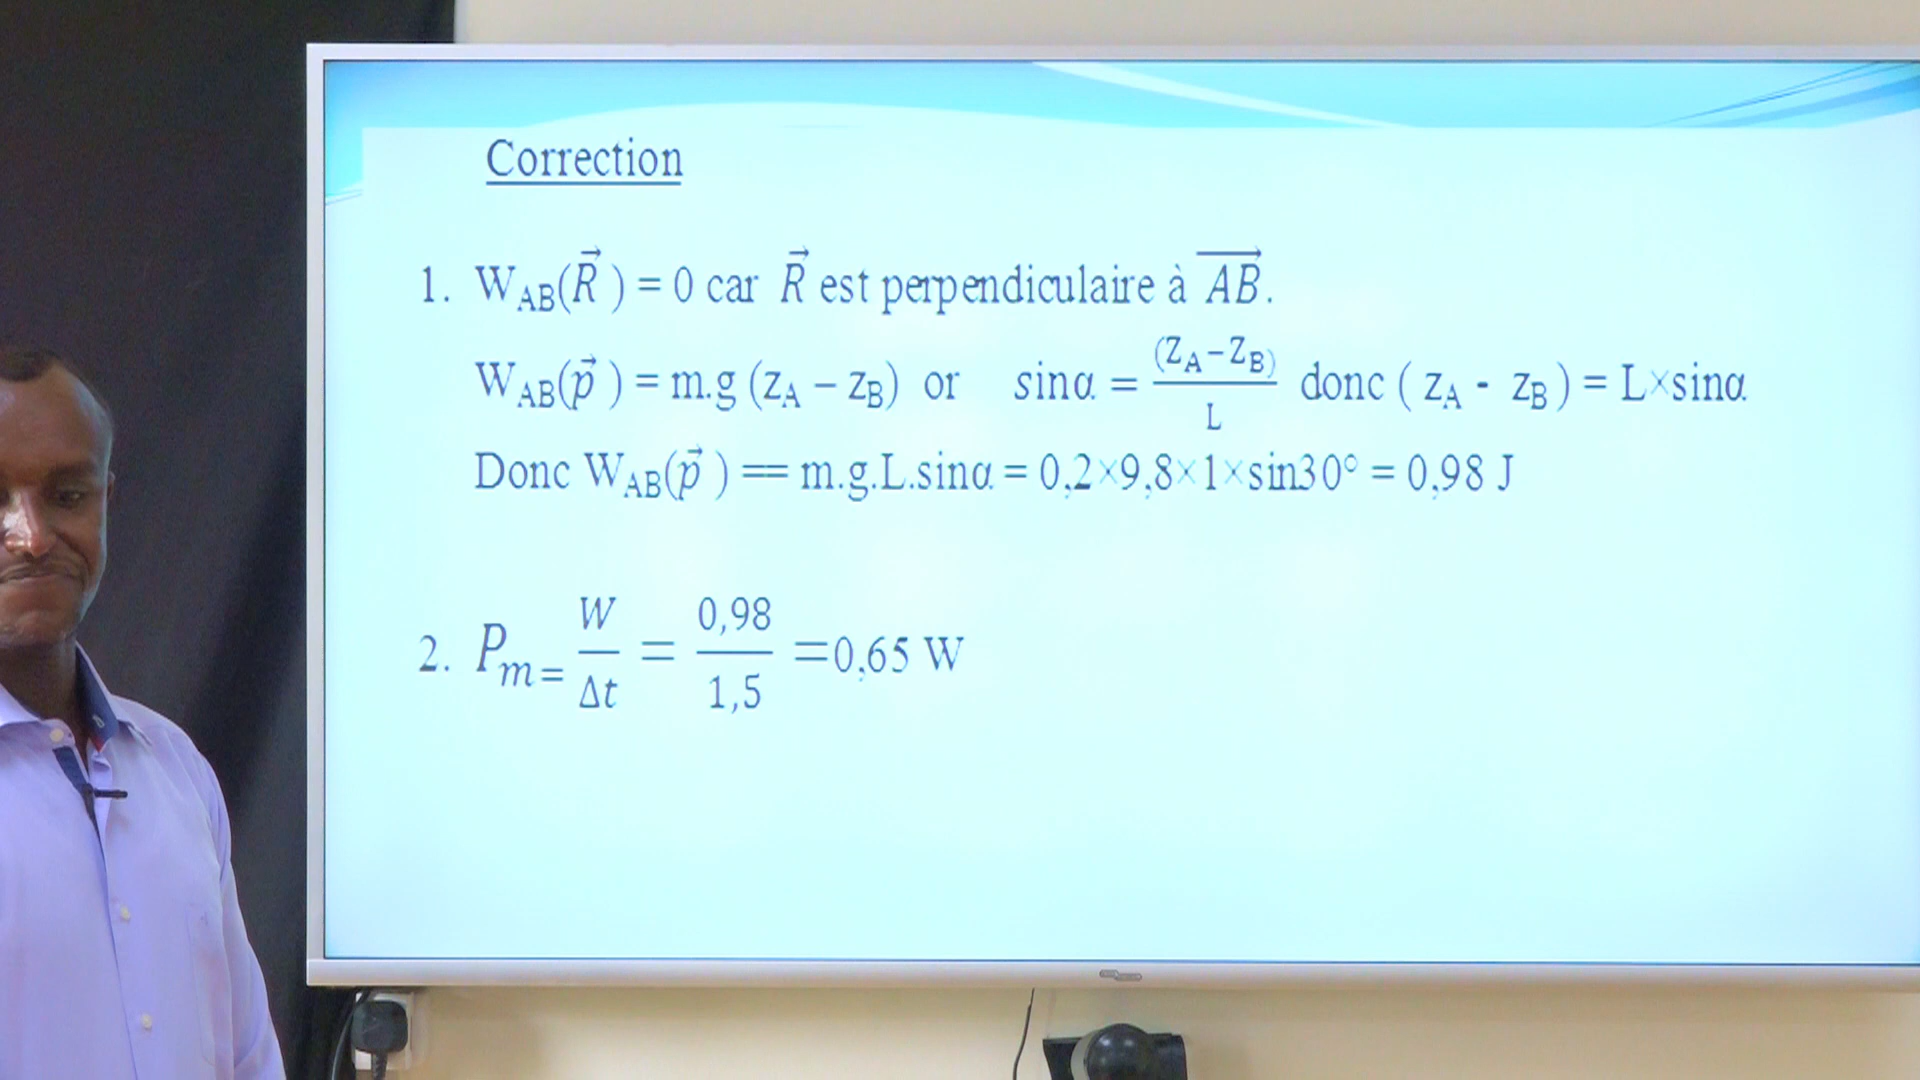 Correction
1. W_AB(R⃗ ) = 0 car R⃗ est perpendiculaire à A⃗B⃗.
W_AB(p⃗ ) = m.g (z_A – z_B) or sinα = (Z_A–Z_B)/L donc ( z_A - z_B ) = L×sinα
Donc W_AB(p⃗ ) == m.g.L.sinα = 0,2×9,8×1×sin30° = 0,98 J
2. P_m= W/Δt = 0,98/1,5 =0,65 W